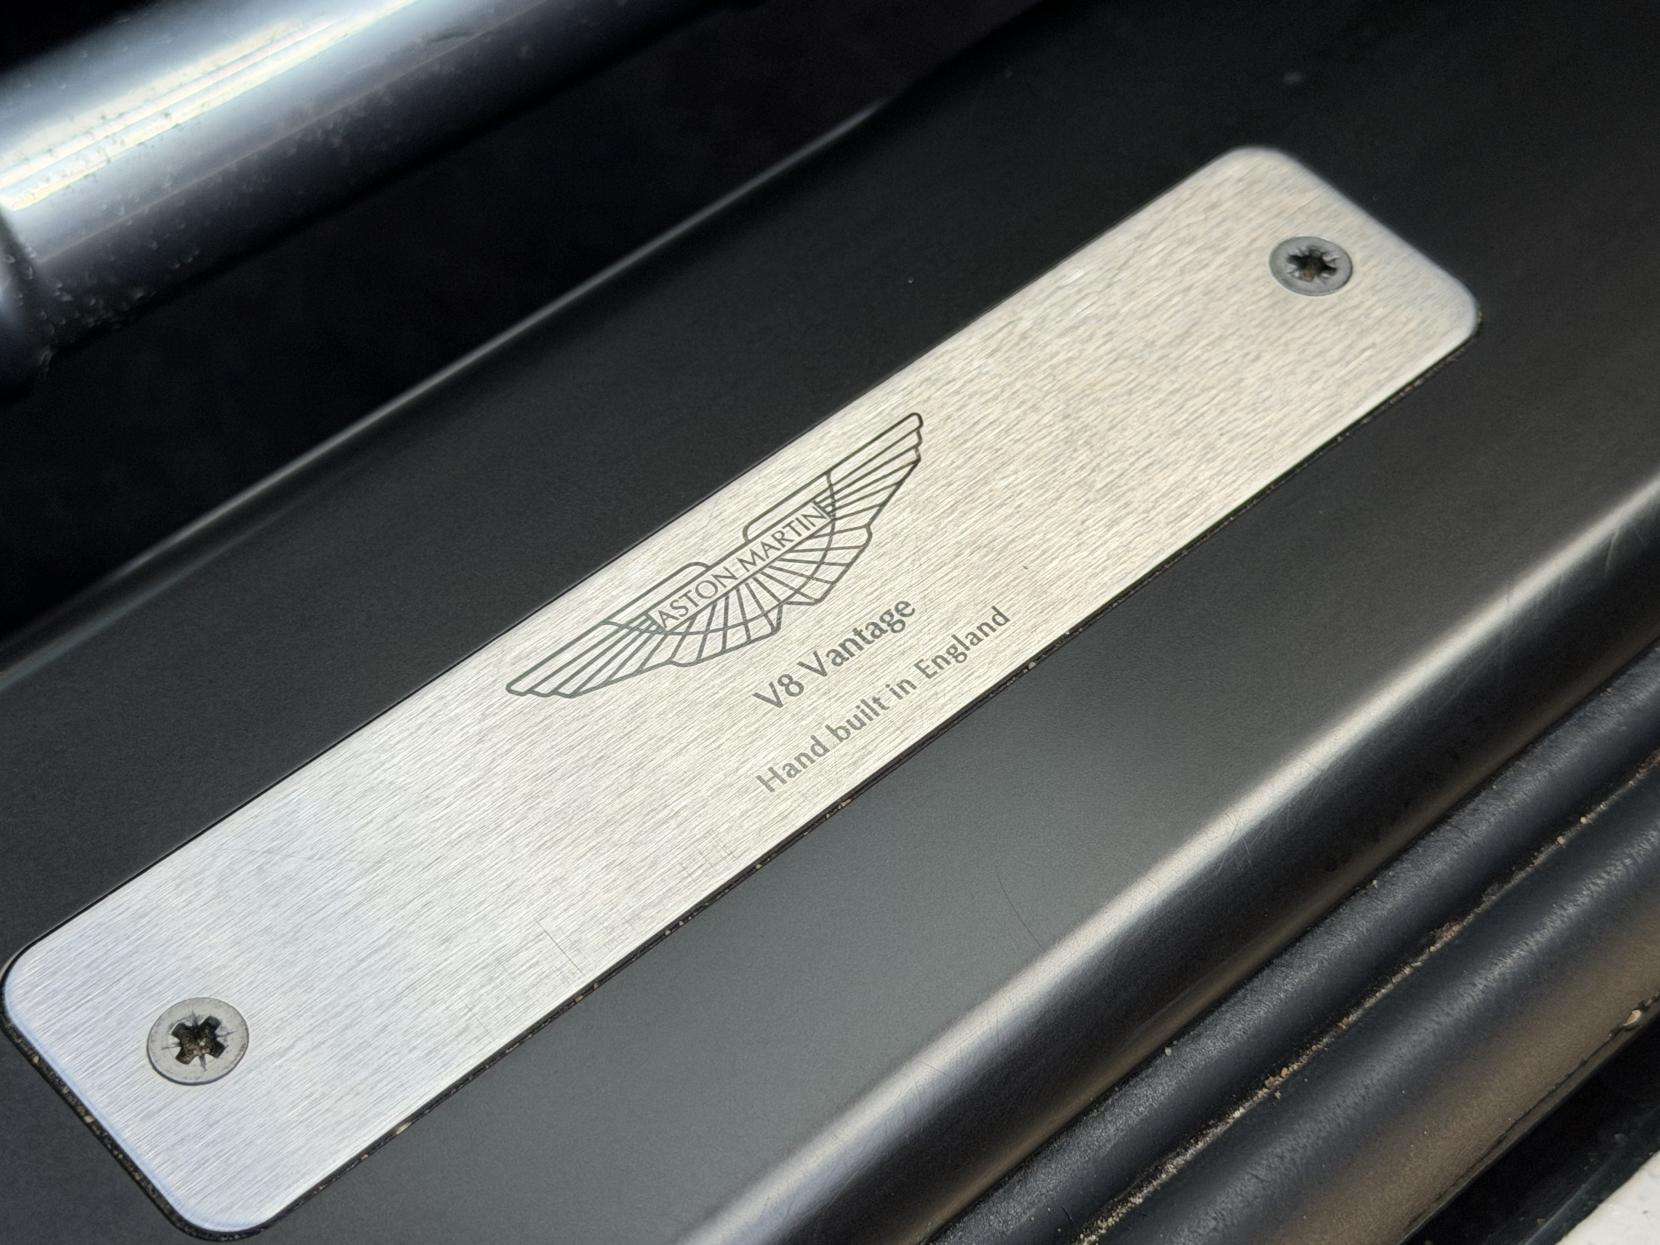 ASTON MARTIN
V8 Vantage
Hand built in England